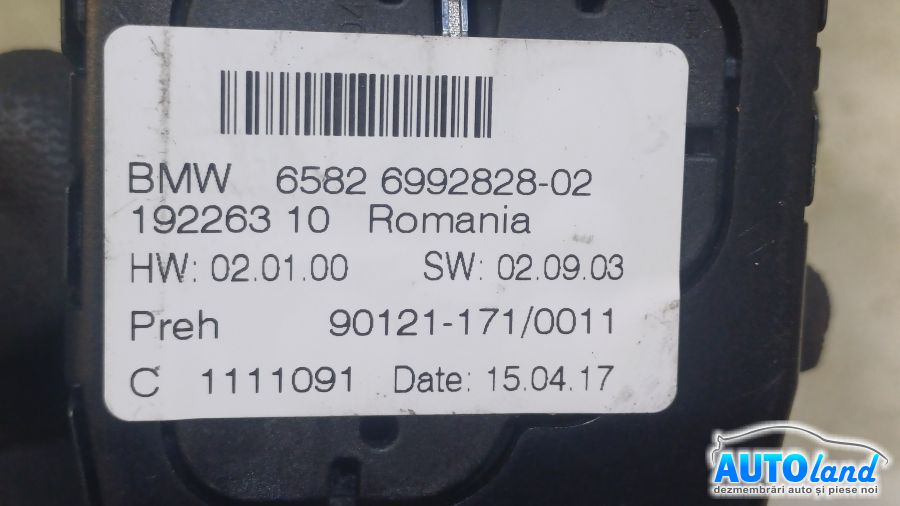 BMW 6582 6992828-02
192263 10 Romania
HW: 02.01.00 SW: 02.09.03
Preh 90121-171/0011
C 1111091 Date: 15.04.17
AUTOland
dezmembrări auto și piese noi